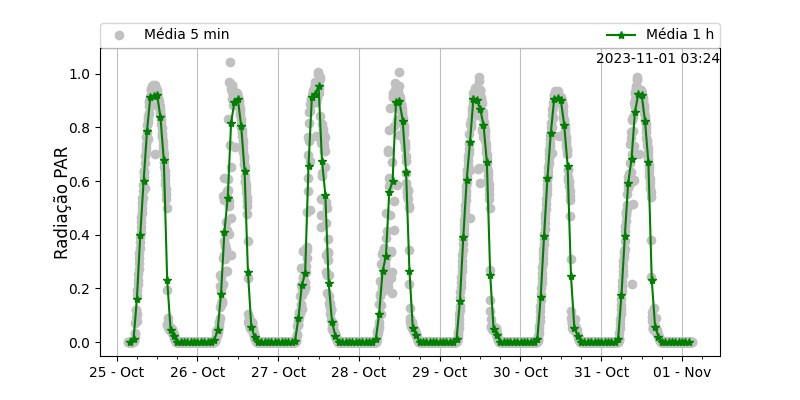 Média 5 min
Média 1 h
2023-11-01 03:24
Radiação PAR
1.0
0.8
0.6
0.4
0.2
0.0
25 - Oct
26 - Oct
27 - Oct
28 - Oct
29 - Oct
30 - Oct
31 - Oct
01 - Nov